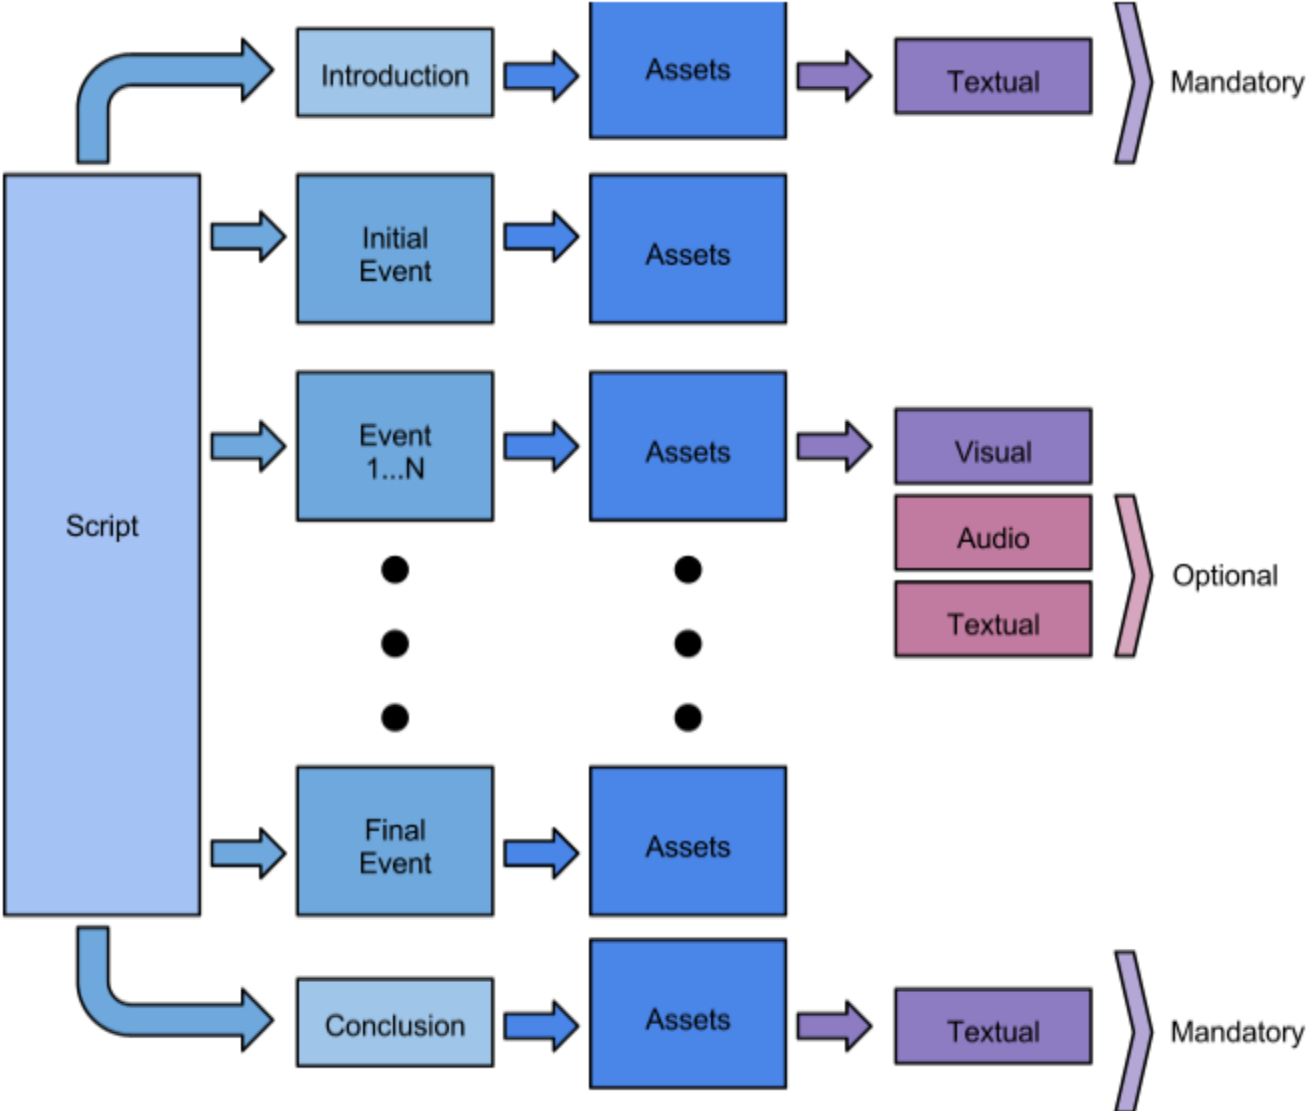 Introduction
Assets
Textual
Mandatory
Initial
Event
Assets
Event
1...N
Assets
Visual
Script
Audio
Optional
Textual
Final
Event
Assets
Conclusion
Assets
Textual
Mandatory